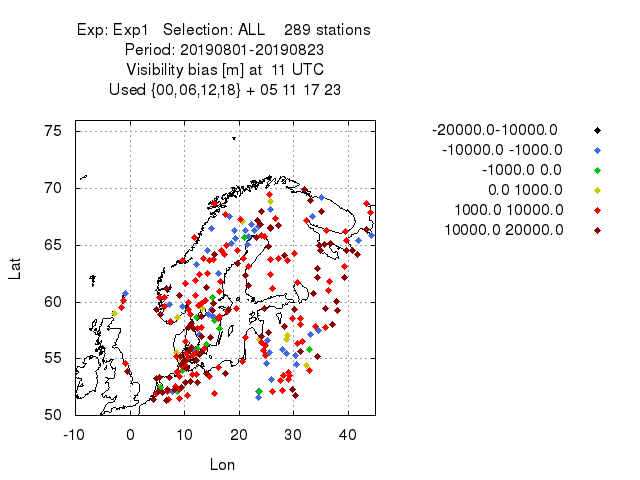 Exp: Exp1 Selection: ALL 289 stations
Period: 20190801-20190823
Visibility bias [m] at 11 UTC
Used {00,06,12,18} + 05 11 17 23
-20000.0-10000.0
-10000.0 -1000.0
-1000.0 0.0
0.0 1000.0
1000.0 10000.0
10000.0 20000.0
75
70
65
60
55
50
Lat
-10 0 10 20 30 40
Lon